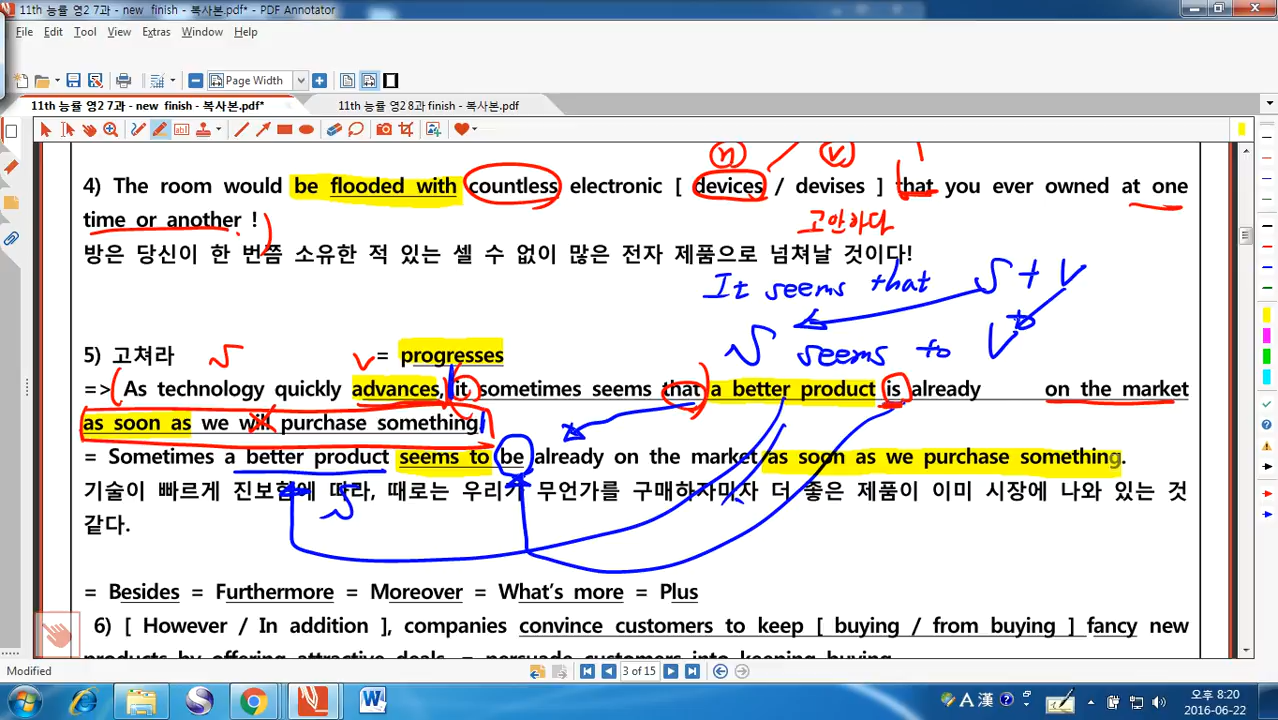 11th 능률 영2 7과 - new finish - 복사본.pdf* - PDF Annotator
File Edit Tool View Extras Window Help
Page Width
11th 능률 영2 7과 - new finish - 복사본.pdf* 11th 능률 영2 8과 finish - 복사본.pdf
n v
4) The room would be flooded with countless electronic [ devices / devises ] that you ever owned at one
time or another !
고안하다
방은 당신이 한 번쯤 소유한 적 있는 셀 수 없이 많은 전자 제품으로 넘쳐날 것이다!
It seems that S + V
to
S seems to V
5) 고쳐라 S V = progresses
=> As technology quickly advances, it sometimes seems that a better product is already on the market
as soon as we will purchase something.
= Sometimes a better product seems to be already on the market as soon as we purchase something.
기술이 빠르게 진보함에 따라, 때로는 우리가 무언가를 구매하자마자 더 좋은 제품이 이미 시장에 나와 있는 것
S
같다.
= Besides = Furthermore = Moreover = What's more = Plus
6) [ However / In addition ], companies convince customers to keep [ buying / from buying ] fancy new
products by offering attractive deals. = persuade customers into keeping buying
Modified 3 of 15
A 漢 오후 8:20
2016-06-22